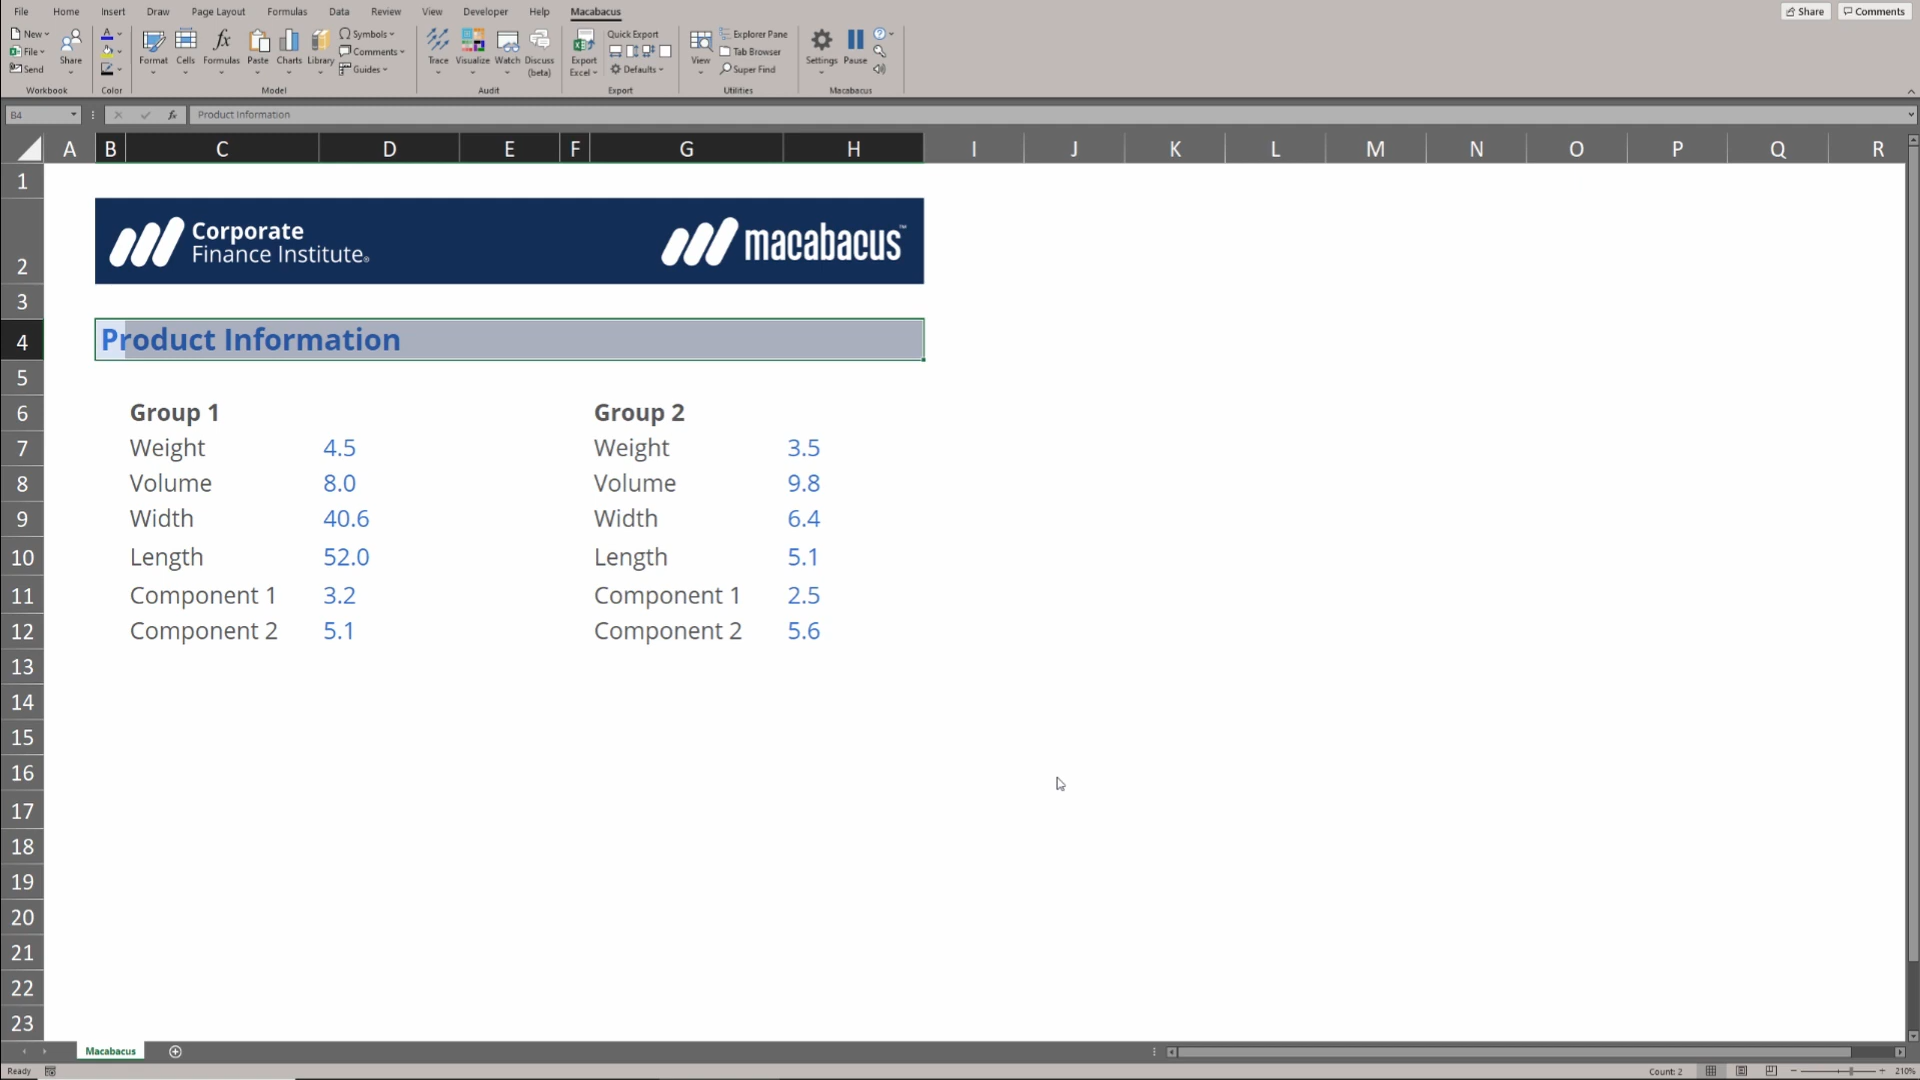 File Home Insert Draw Page Layout Formulas Data Review View Developer Help Macabacus Share Comments
New
File
Send
Share
Workbook
Color
Format Cells Formulas Paste Charts Library
Symbols
Comments
Guides
Model
Trace Visualize Watch Discuss (beta)
Audit
Export Excel
Quick Export
Defaults
Export
View
Explorer Pane
Tab Browser
Super Find
Utilities
Settings Pause
Macabacus
B4 fx Product Information
A B C D E F G H I J K L M N O P Q R
1
2 Corporate
Finance Institute® macabacus™
3
4 Product Information
5
6 Group 1 Group 2
7 Weight 4.5 Weight 3.5
8 Volume 8.0 Volume 9.8
9 Width 40.6 Width 6.4
10 Length 52.0 Length 5.1
11 Component 1 3.2 Component 1 2.5
12 Component 2 5.1 Component 2 5.6
13
14
15
16
17
18
19
20
21
22
23
Macabacus
Ready Count: 2 210%